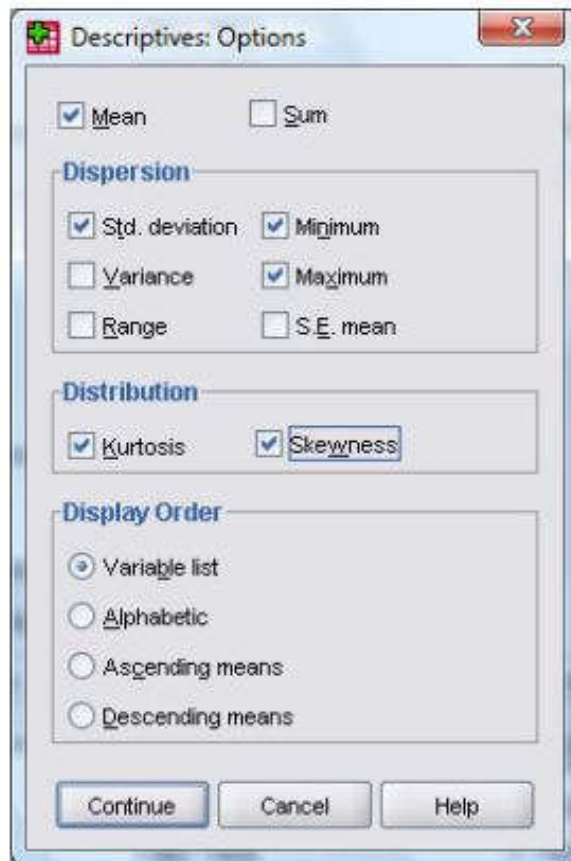 Descriptives: Options
Mean Sum
Dispersion
Std. deviation Minimum
Variance Maximum
Range S.E. mean
Distribution
Kurtosis Skewness
Display Order
Variable list
Alphabetic
Ascending means
Descending means
Continue Cancel Help